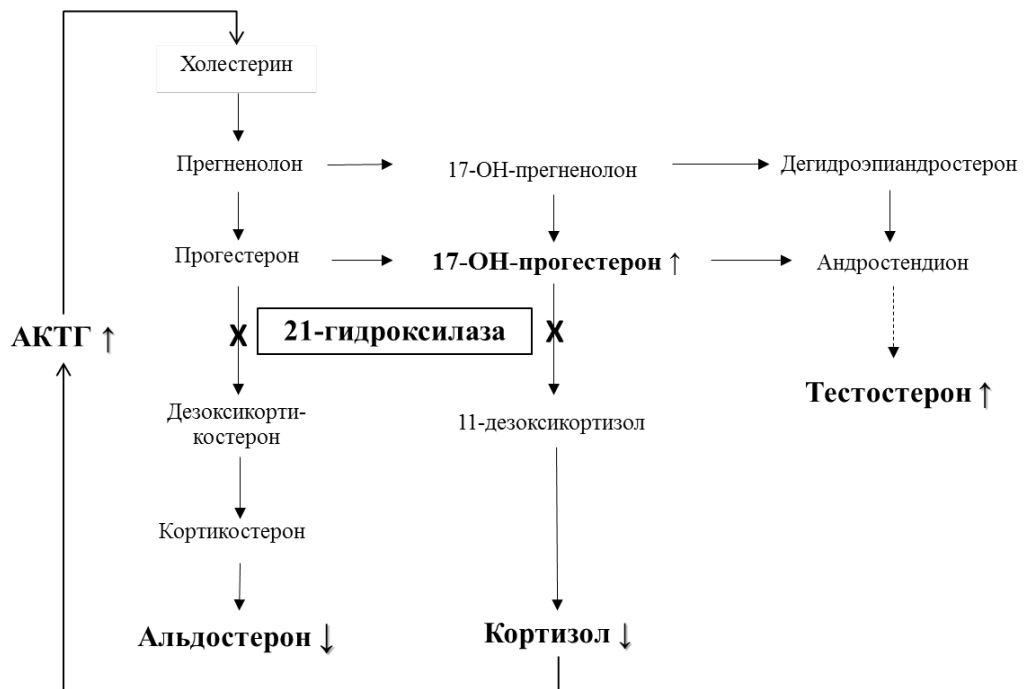 Холестерин
Прегненолон
17-ОН-прегненолон
Дегидроэпиандростерон
Прогестерон
17-ОН-прогестерон ↑
Андростендион
X
21-гидроксилаза
X
АКТГ ↑
Тестостерон ↑
Дезоксикорти-
костерон
11-дезоксикортизол
Кортикостерон
Альдостерон ↓
Кортизол ↓